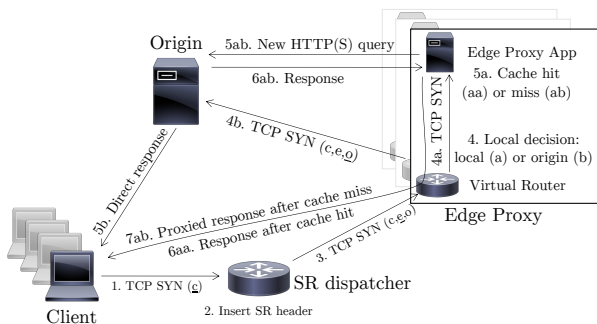 Origin
5ab. New HTTP(S) query
6ab. Response
Edge Proxy App
5a. Cache hit
(aa) or miss (ab)
4a. TCP SYN
4b. TCP SYN (c,e,o)
4. Local decision:
local (a) or origin (b)
Virtual Router
Edge Proxy
5b. Direct response
7ab. Proxied response after cache miss
6aa. Response after cache hit
3. TCP SYN (c,e,o)
1. TCP SYN (c)
SR dispatcher
2. Insert SR header
Client